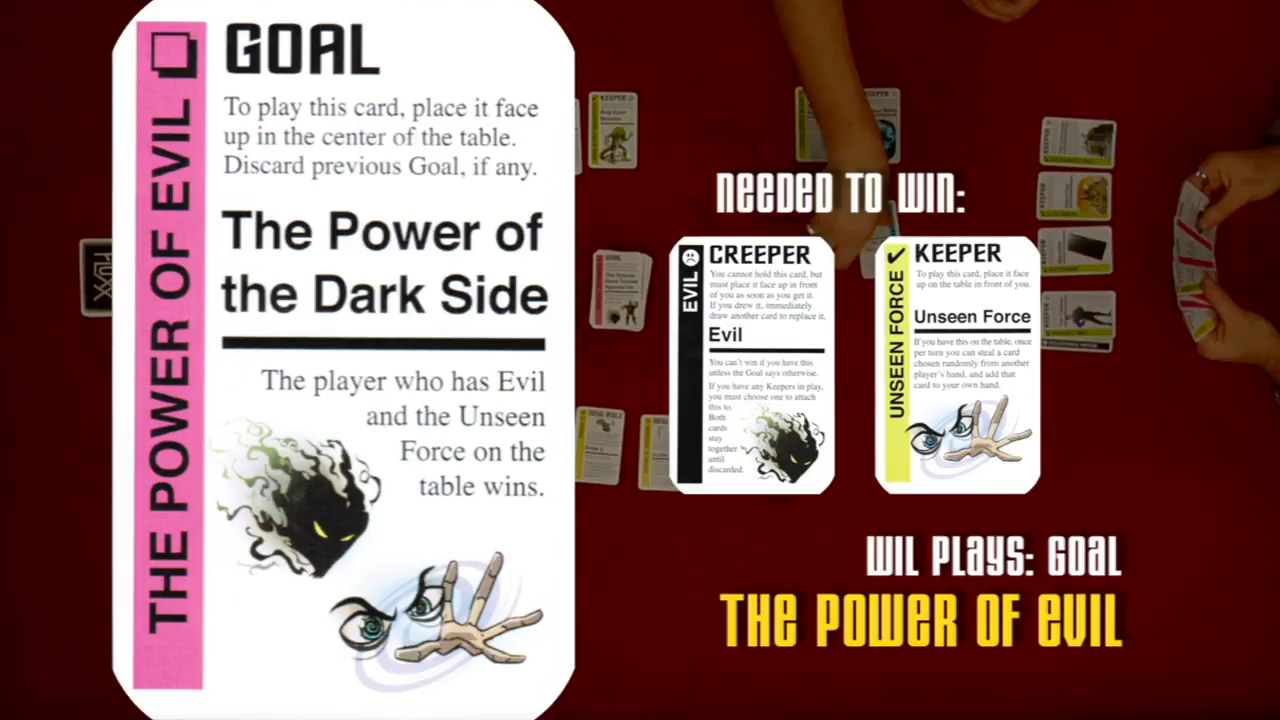 THE POWER OF EVIL
GOAL
To play this card, place it face
up in the center of the table.
Discard previous Goal, if any.
The Power of
the Dark Side
The player who has Evil
and the Unseen
Force on the
table wins.
NEEDED TO WIN:
EVIL
CREEPER
You cannot hold this card, but
must place it face up in front
of you as soon as you get it.
If you drew it, immediately
draw another card to replace it.
Evil
You can't win if you have this
unless the Goal says otherwise.
If you have any Keepers in play,
you must choose one to attach
this to.
Both
cards
stay
together
until
discarded.
UNSEEN FORCE
KEEPER
To play this card, place it face
up on the table in front of you.
Unseen Force
If you have this on the table, once
per turn you can steal a card
chosen randomly from another
player's hand, and add that
card to your own hand.
WIL PLAYS: GOAL
THE POWER OF EVIL
KEEPER
GOAL
FLUXX